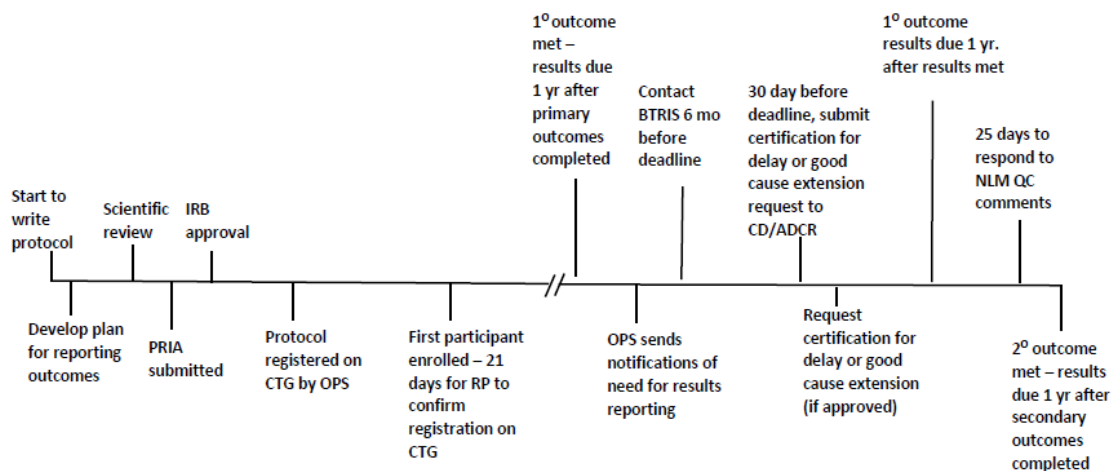 Start to
write
protocol
Develop plan
for reporting
outcomes
Scientific
review
PRIA
submitted
IRB
approval
Protocol
registered on
CTG by OPS
First participant
enrolled – 21
days for RP to
confirm
registration on
CTG
1º outcome
met –
results due
1 yr after
primary
outcomes
completed
OPS sends
notifications of
need for results
reporting
Contact
BTRIS 6 mo
before
deadline
30 day before
deadline, submit
certification for
delay or good
cause extension
request to
CD/ADCR
Request
certification for
delay or good
cause extension
(if approved)
1º outcome
results due 1 yr.
after results met
25 days to
respond to
NLM QC
comments
2º outcome
met – results
due 1 yr after
secondary
outcomes
completed